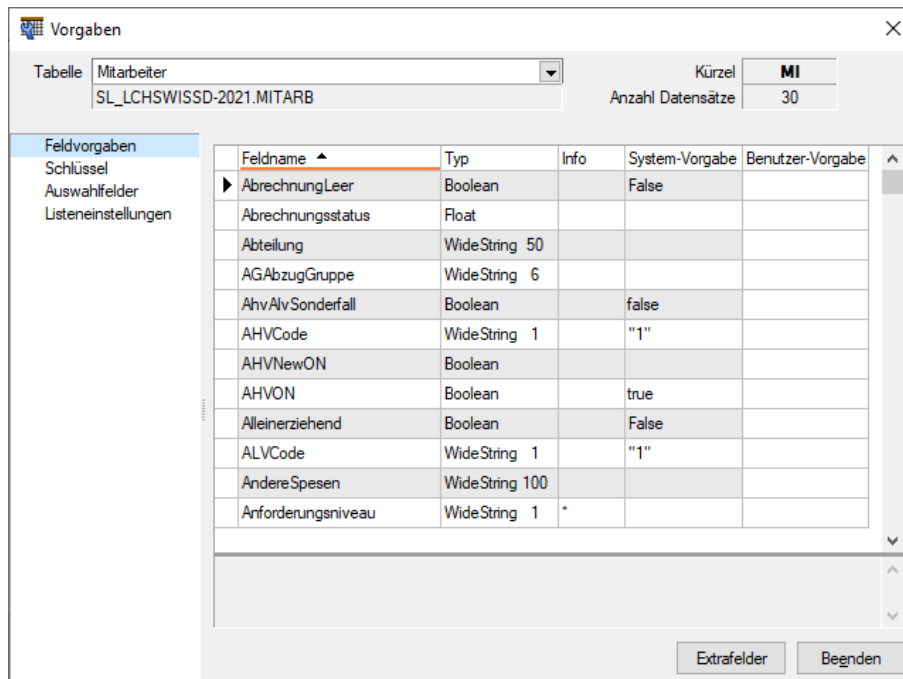 Vorgaben
Tabelle Mitarbeiter Kürzel MI
SL_LCHSWISSD-2021.MITARB Anzahl Datensätze 30
Feldvorgaben
Schlüssel
Auswahlfelder
Listeneinstellungen
Feldname Typ Info System-Vorgabe Benutzer-Vorgabe
AbrechnungLeer Boolean False
Abrechnungsstatus Float
Abteilung WideString 50
AGAbzugGruppe WideString 6
AhvAlvSonderfall Boolean false
AHVCode WideString 1 "1"
AHVNewON Boolean
AHVON Boolean true
Alleinerziehend Boolean False
ALVCode WideString 1 "1"
AndereSpesen WideString 100
Anforderungsniveau WideString 1 *
Extrafelder Beenden